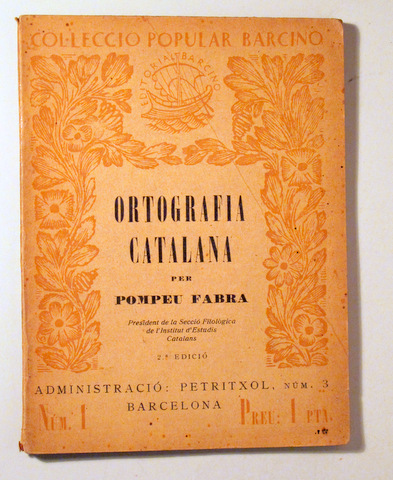 COL·LECCIO POPULAR BARCINO
EDITORIAL BARCINO
ORTOGRAFIA
CATALANA
PER
POMPEU FABRA
President de la Secció Filològica
de l'Institut d'Estudis
Catalans
2.ª EDICIÓ
ADMINISTRACIÓ: PETRITXOL, NÚM. 3
BARCELONA
NÚM. 1
PREU: 1 PTA.